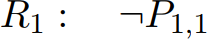 R₁ : ¬P₁,₁